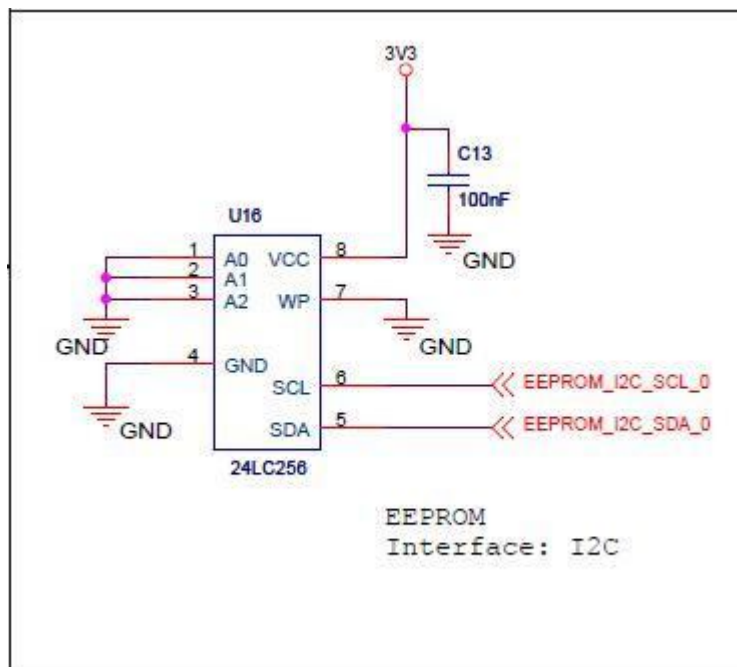 3V3
C13
100nF
GND
U16
1 A0 VCC 8
2 A1
3 A2 WP 7
GND
GND
4 GND
SCL 6 EEPROM_I2C_SCL_0
GND
SDA 5 EEPROM_I2C_SDA_0
24LC256
EEPROM
Interface: I2C